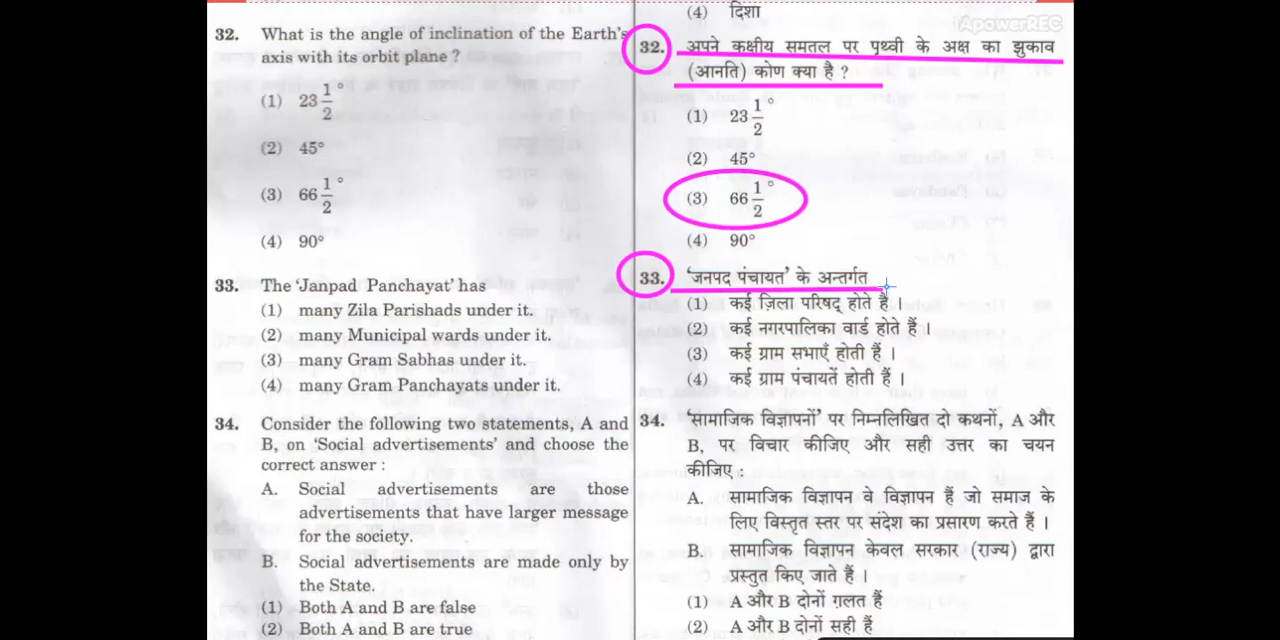 32. What is the angle of inclination of the Earth's
axis with its orbit plane ?
(1) 23 1/2°
(2) 45°
(3) 66 1/2°
(4) 90°
33. The 'Janpad Panchayat' has
(1) many Zila Parishads under it.
(2) many Municipal wards under it.
(3) many Gram Sabhas under it.
(4) many Gram Panchayats under it.
34. Consider the following two statements, A and
B, on 'Social advertisements' and choose the
correct answer :
A. Social advertisements are those
advertisements that have larger message
for the society.
B. Social advertisements are made only by
the State.
(1) Both A and B are false
(2) Both A and B are true
(4) दिशा
ApowerREC
32. अपने कक्षीय समतल पर पृथ्वी के अक्ष का झुकाव
(आनति) कोण क्या है ?
(1) 23 1/2°
(2) 45°
(3) 66 1/2°
(4) 90°
33. 'जनपद पंचायत' के अन्तर्गत
(1) कई ज़िला परिषद् होते हैं
(2) कई नगरपालिका वार्ड होते हैं ।
(3) कई ग्राम सभाएँ होती हैं ।
(4) कई ग्राम पंचायतें होती हैं ।
34. 'सामाजिक विज्ञापनों' पर निम्नलिखित दो कथनों, A और
B, पर विचार कीजिए और सही उत्तर का चयन
कीजिए :
A. सामाजिक विज्ञापन वे विज्ञापन हैं जो समाज के
लिए विस्तृत स्तर पर संदेश का प्रसारण करते हैं ।
B. सामाजिक विज्ञापन केवल सरकार (राज्य) द्वारा
प्रस्तुत किए जाते हैं ।
(1) A और B दोनों ग़लत हैं
(2) A और B दोनों सही हैं